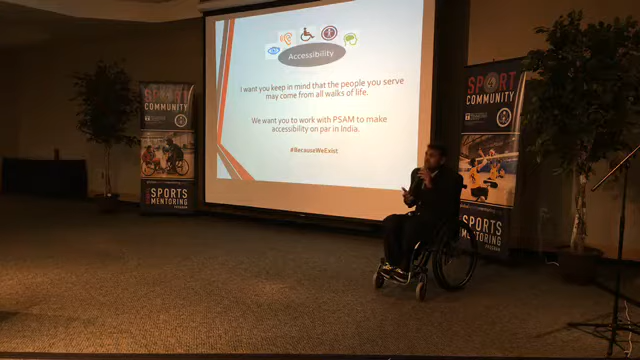 Accessibility
I want you keep in mind that the people you serve
may come from all walks of life.
We want you to work with PSAM to make
accessibility on par in India.
#BecauseWeExist
SPORT
COMMUNITY
SPORTS
MENTORING
PROGRAM
SPORT
COMMUNITY
SPORTS
MENTORING